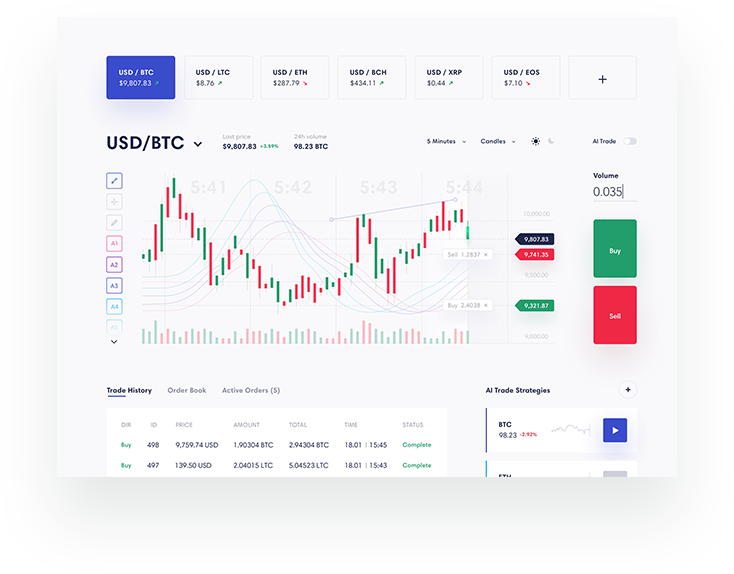 USD / BTC
$9,807.83
USD / LTC
$8.76
USD / ETH
$287.79
USD / BCH
$434.11
USD / XRP
$0.44
USD / EOS
$7.10
+
USD/BTC
Last price
$9,807.83 +3.59%
24h volume
98.23 BTC
5 Minutes
Candles
AI Trade
5:41
5:42
5:43
5:44
Volume
0.035
A1
A2
A3
A4
A5
10,000.00
9,807.83
9,741.35
9,500.00
9,321.87
9,000.00
Sell 1.2837 ×
Buy 2.4038 ×
Buy
Sell
Trade History Order Book Active Orders (5)
DIR ID PRICE AMOUNT TOTAL TIME STATUS
Buy 498 9,759.74 USD 1.90304 BTC 2.94304 BTC 18.01 | 15:45 Complete
Buy 497 139.50 USD 2.04015 LTC 5.04523 LTC 18.01 | 15:43 Complete
AI Trade Strategies +
BTC
98.23 -2.92%
ETH